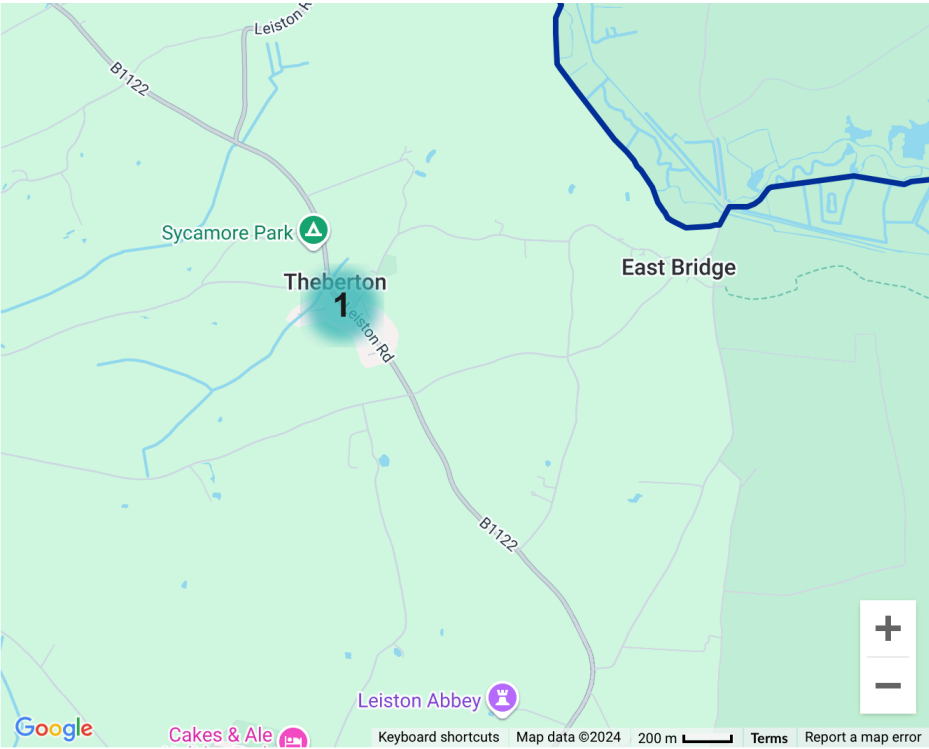 Leiston R
B1122
Sycamore Park
East Bridge
Theberton
1
Leiston Rd
B1122
Leiston Abbey
Google
Cakes & Ale
Keyboard shortcuts
Map data ©2024
200 m
Terms
Report a map error